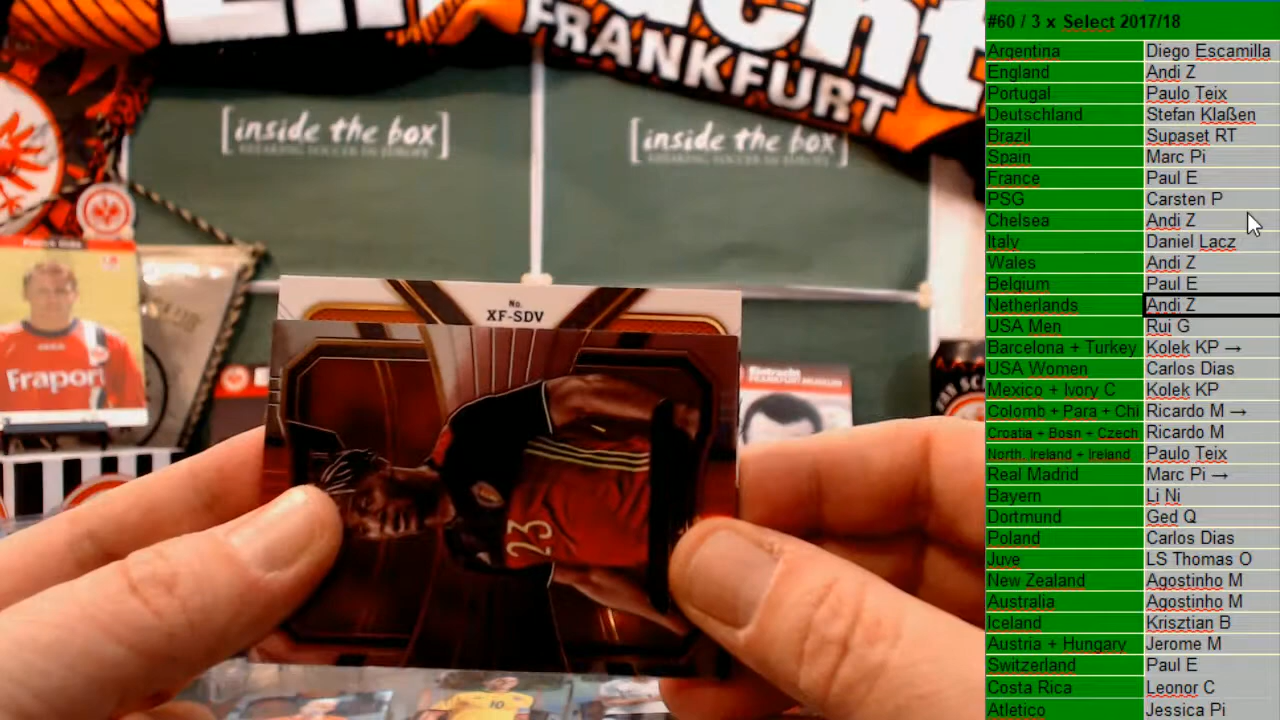 FRANKFURT
[inside the box]
BREAKING SOCCER IN EUROPE
[inside the box]
BREAKING SOCCER IN EUROPE
Fraport
No.
XF-SDV
23
10
Eintracht
FRANKFURT MUSEUM
#60 / 3 x Select 2017/18
Argentina Diego Escamilla
England Andi Z
Portugal Paulo Teix
Deutschland Stefan Klaßen
Brazil Supaset RT
Spain Marc Pi
France Paul E
PSG Carsten P
Chelsea Andi Z
Italy Daniel Lacz
Wales Andi Z
Belgium Paul E
Netherlands Andi Z
USA Men Rui G
Barcelona + Turkey Kolek KP →
USA Women Carlos Dias
Mexico + Ivory C Kolek KP
Colomb + Para + Chi Ricardo M →
Croatia + Bosn + Czech Ricardo M
North. Ireland + Ireland Paulo Teix
Real Madrid Marc Pi →
Bayern Li Ni
Dortmund Ged Q
Poland Carlos Dias
Juve LS Thomas O
New Zealand Agostinho M
Australia Agostinho M
Iceland Krisztian B
Austria + Hungary Jerome M
Switzerland Paul E
Costa Rica Leonor C
Atletico Jessica Pi